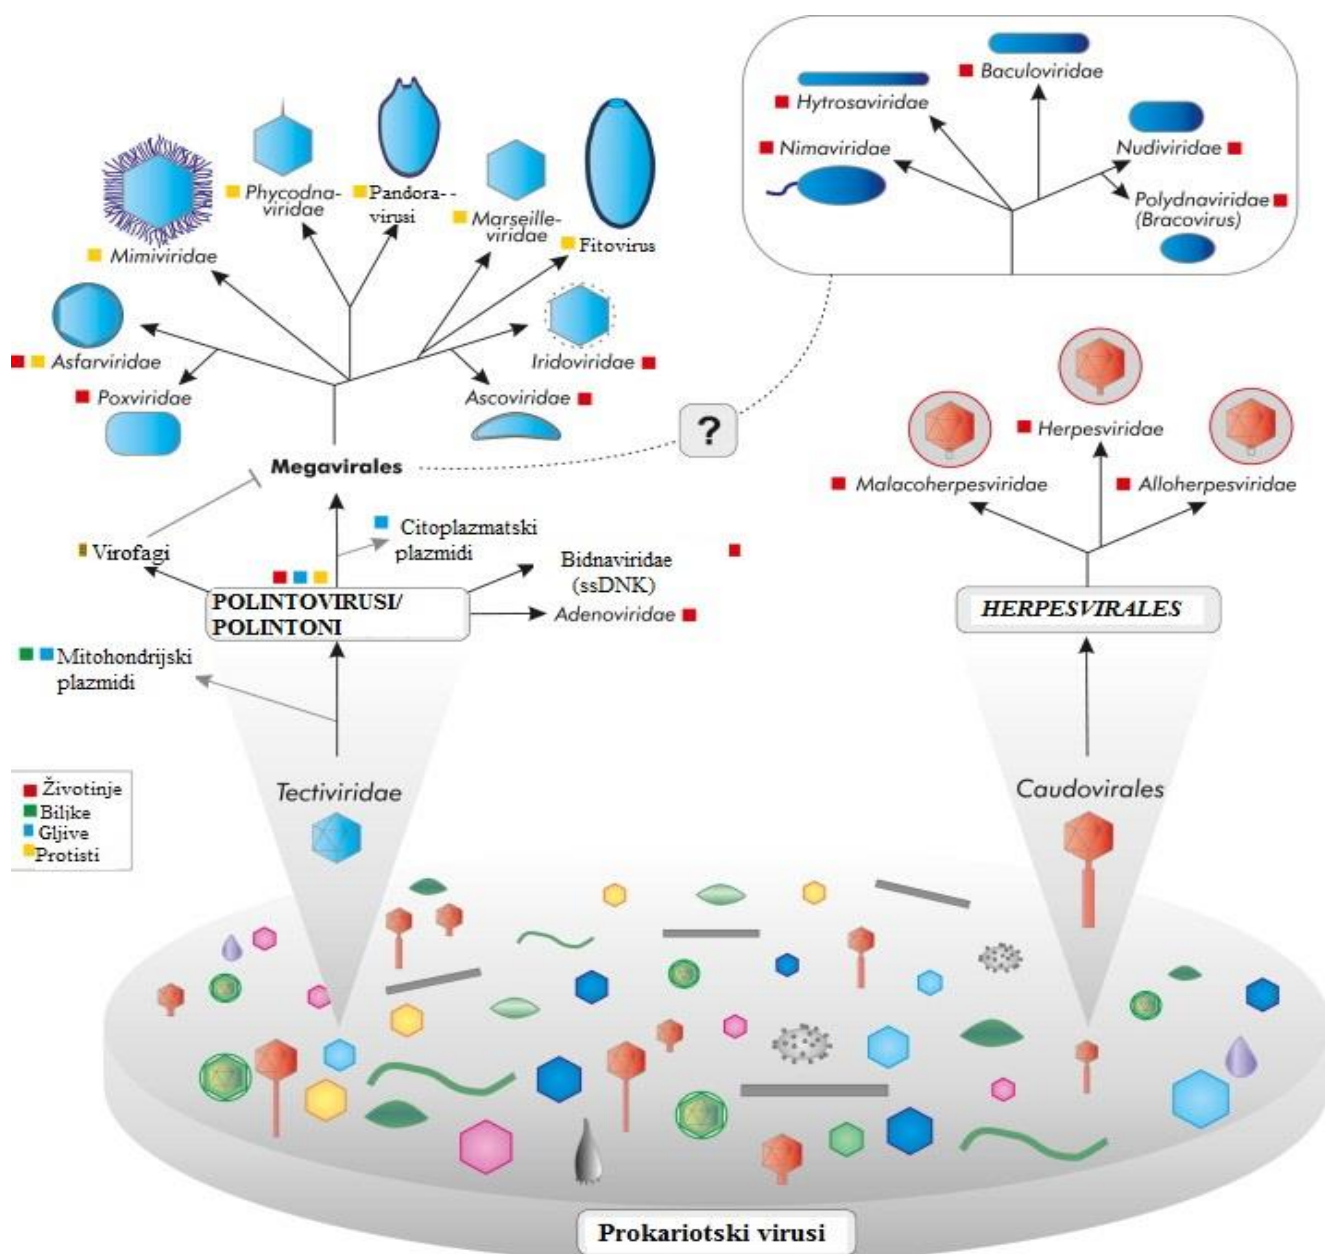 Baculoviridae
Hytrosaviridae
Nimaviridae
Nudiviridae
Polydnaviridae
(Bracovirus)
Phycodna-
viridae
Pandora--
virusi
Marseille-
viridae
Fitovirus
Mimiviridae
Asfarviridae
Iridoviridae
Poxviridae
Ascoviridae
?
Megavirales
Herpesviridae
Malacoherpesviridae
Alloherpesviridae
Virofagi
Citoplazmatski
plazmidi
Bidnaviridae
(ssDNK)
Adenoviridae
POLINTOVIRUSI/
POLINTONI
HERPESVIRALES
Mitohondrijski
plazmidi
Životinje
Biljke
Gljive
Protisti
Tectiviridae
Caudovirales
Prokariotski virusi